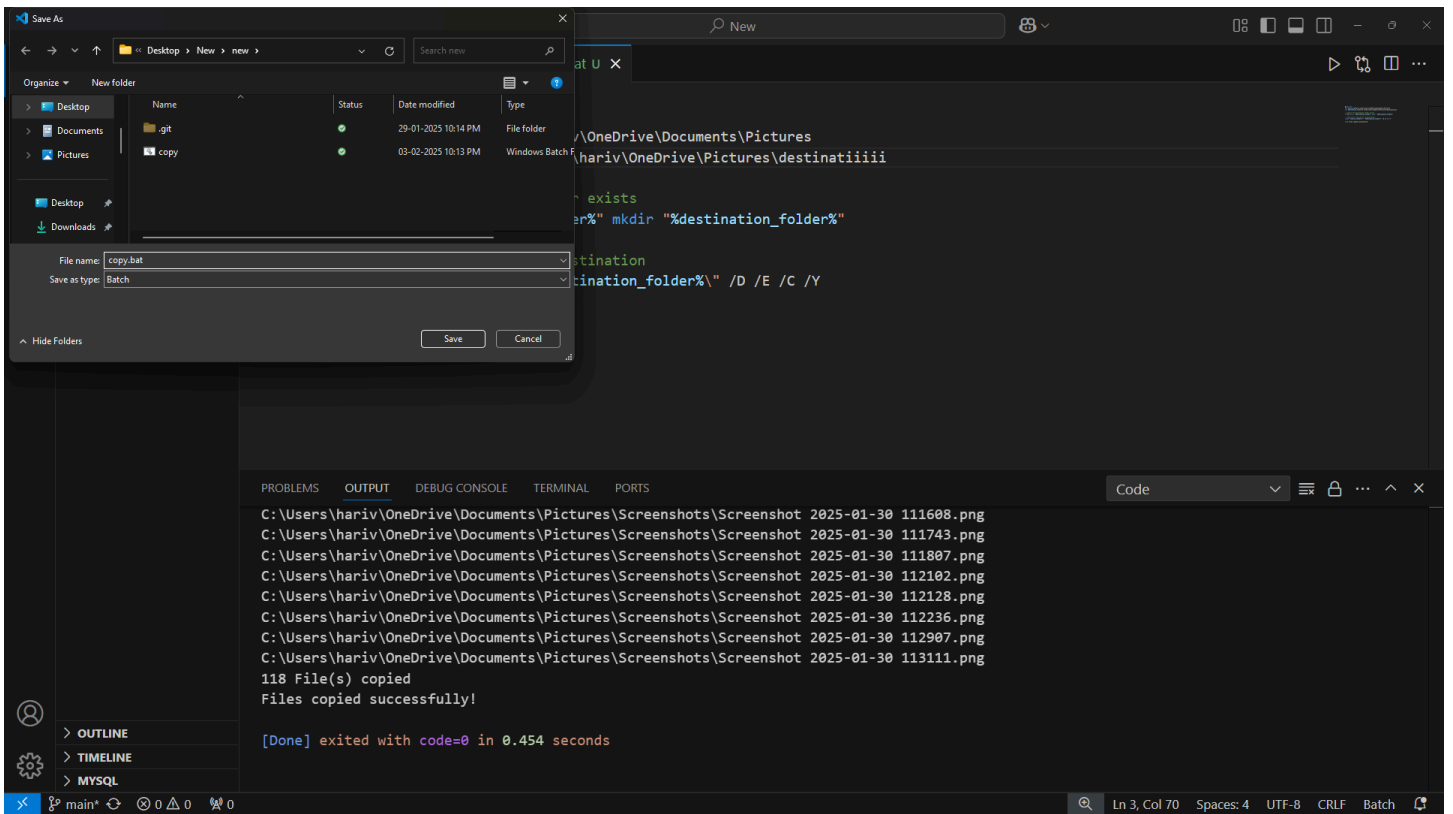 Save As
New
Desktop > New > new >
Search new
at U
Organize
New folder
Desktop
Documents
Pictures
Desktop
Downloads
Name Status Date modified Type
.git 29-01-2025 10:14 PM File folder
copy 03-02-2025 10:13 PM Windows Batch F
File name: copy.bat
Save as type: Batch
Hide Folders
Save
Cancel
\OneDrive\Documents\Pictures
\hariv\OneDrive\Pictures\destinatiiiii
r exists
er%" mkdir "%destination_folder%"
stination
tination_folder%\" /D /E /C /Y
PROBLEMS OUTPUT DEBUG CONSOLE TERMINAL PORTS
Code
C:\Users\hariv\OneDrive\Documents\Pictures\Screenshots\Screenshot 2025-01-30 111608.png
C:\Users\hariv\OneDrive\Documents\Pictures\Screenshots\Screenshot 2025-01-30 111743.png
C:\Users\hariv\OneDrive\Documents\Pictures\Screenshots\Screenshot 2025-01-30 111807.png
C:\Users\hariv\OneDrive\Documents\Pictures\Screenshots\Screenshot 2025-01-30 112102.png
C:\Users\hariv\OneDrive\Documents\Pictures\Screenshots\Screenshot 2025-01-30 112128.png
C:\Users\hariv\OneDrive\Documents\Pictures\Screenshots\Screenshot 2025-01-30 112236.png
C:\Users\hariv\OneDrive\Documents\Pictures\Screenshots\Screenshot 2025-01-30 112907.png
C:\Users\hariv\OneDrive\Documents\Pictures\Screenshots\Screenshot 2025-01-30 113111.png
118 File(s) copied
Files copied successfully!
[Done] exited with code=0 in 0.454 seconds
OUTLINE
TIMELINE
MYSQL
main* 0 0 0
Ln 3, Col 70 Spaces: 4 UTF-8 CRLF Batch